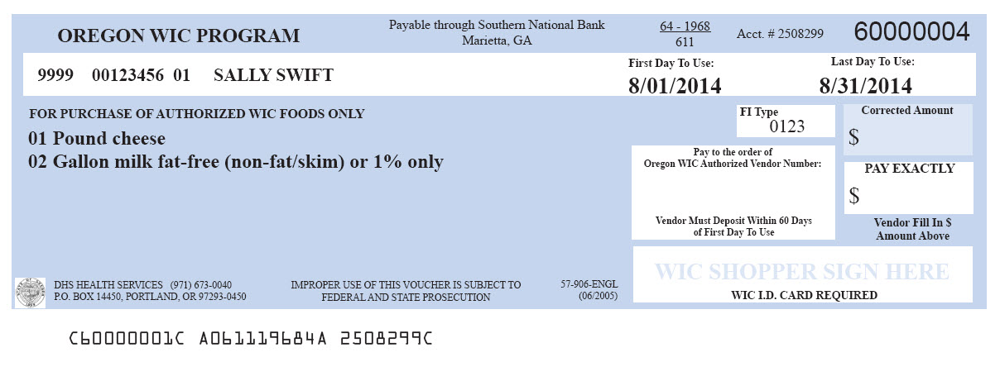 OREGON WIC PROGRAM
Payable through Southern National Bank
Marietta, GA
64 - 1968
611
Acct. # 2508299
60000004
9999 00123456 01 SALLY SWIFT
First Day To Use:
8/01/2014
Last Day To Use:
8/31/2014
FOR PURCHASE OF AUTHORIZED WIC FOODS ONLY
01 Pound cheese
02 Gallon milk fat-free (non-fat/skim) or 1% only
FI Type
0123
Corrected Amount
$
Pay to the order of
Oregon WIC Authorized Vendor Number:
Vendor Must Deposit Within 60 Days
of First Day To Use
PAY EXACTLY
$
Vendor Fill In $
Amount Above
WIC SHOPPER SIGN HERE
WIC I.D. CARD REQUIRED
DHS HEALTH SERVICES (971) 673-0040
P.O. BOX 14450, PORTLAND, OR 97293-0450
IMPROPER USE OF THIS VOUCHER IS SUBJECT TO
FEDERAL AND STATE PROSECUTION
57-906-ENGL
(06/2005)
C60000001C A061119684A 2508299C